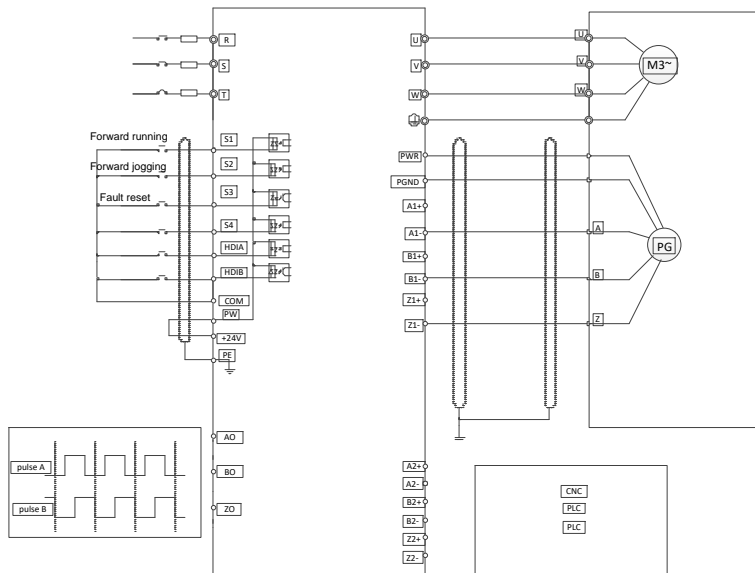 R
S
T
Forward running
Forward jogging
Fault reset
S1
S2
S3
S4
HDIA
HDIB
COM
PW
+24V
PE
U
V
W
U
V
W
M3~
PWR
PGND
A1+
A1-
B1+
B1-
Z1+
Z1-
A
B
Z
PG
pulse A
pulse B
AO
BO
ZO
A2+
A2-
B2+
B2-
Z2+
Z2-
CNC
PLC
PLC